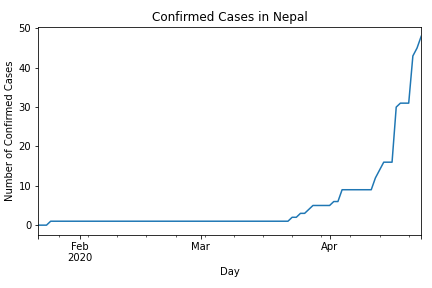 Confirmed Cases in Nepal
Number of Confirmed Cases
50
40
30
20
10
0
Feb
2020
Mar
Apr
Day